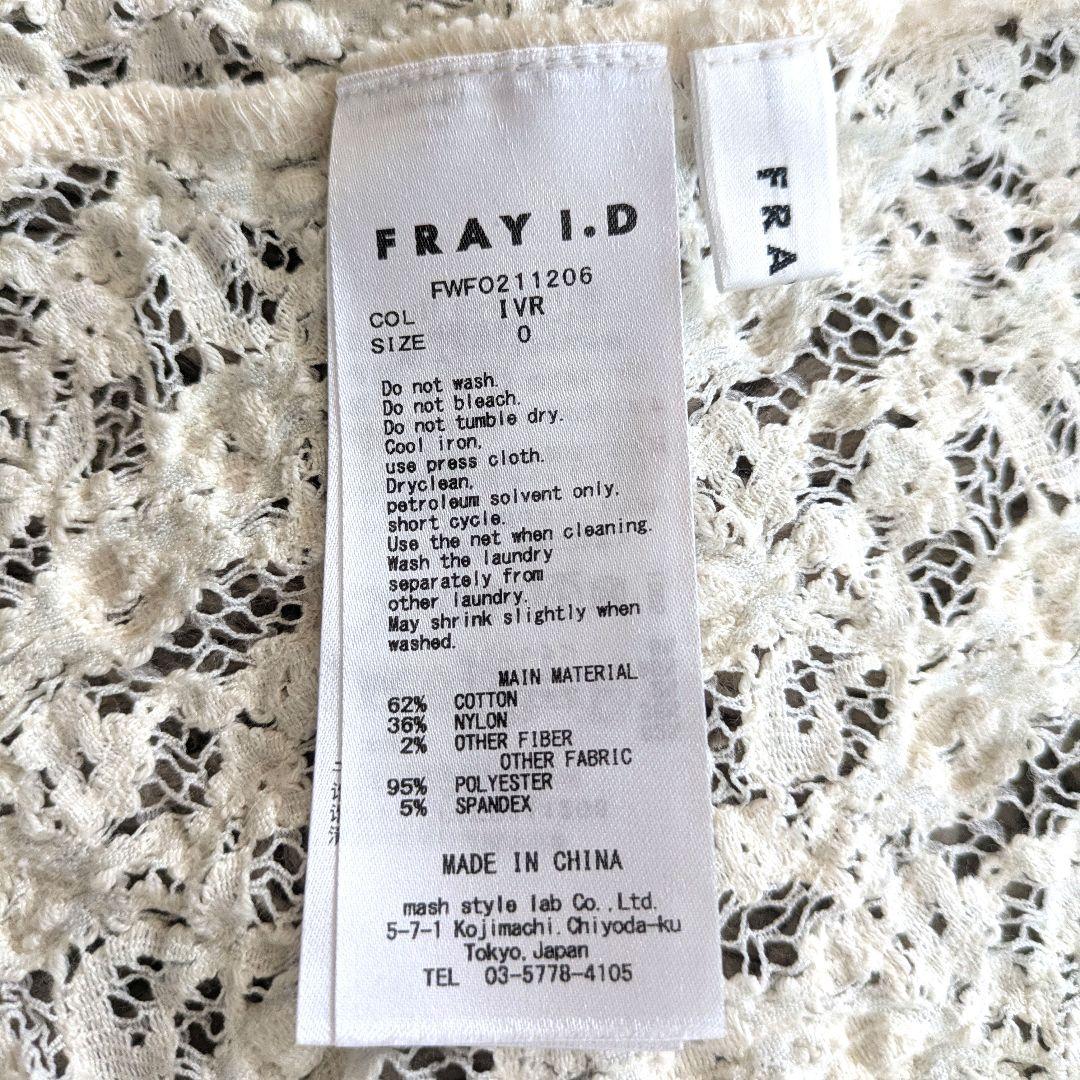 FRAY I.D
FRA
FWFO211206
COL IVR
SIZE 0
Do not wash.
Do not bleach.
Do not tumble dry.
Cool iron,
use press cloth.
Dryclean,
petroleum solvent only,
short cycle.
Use the net when cleaning.
Wash the laundry
separately from
other laundry.
May shrink slightly when
washed.
MAIN MATERIAL
62% COTTON
36% NYLON
2% OTHER FIBER
OTHER FABRIC
95% POLYESTER
5% SPANDEX
MADE IN CHINA
mash style lab Co.,Ltd.
5-7-1 Kojimachi.Chiyoda-ku
Tokyo.Japan
TEL 03-5778-4105